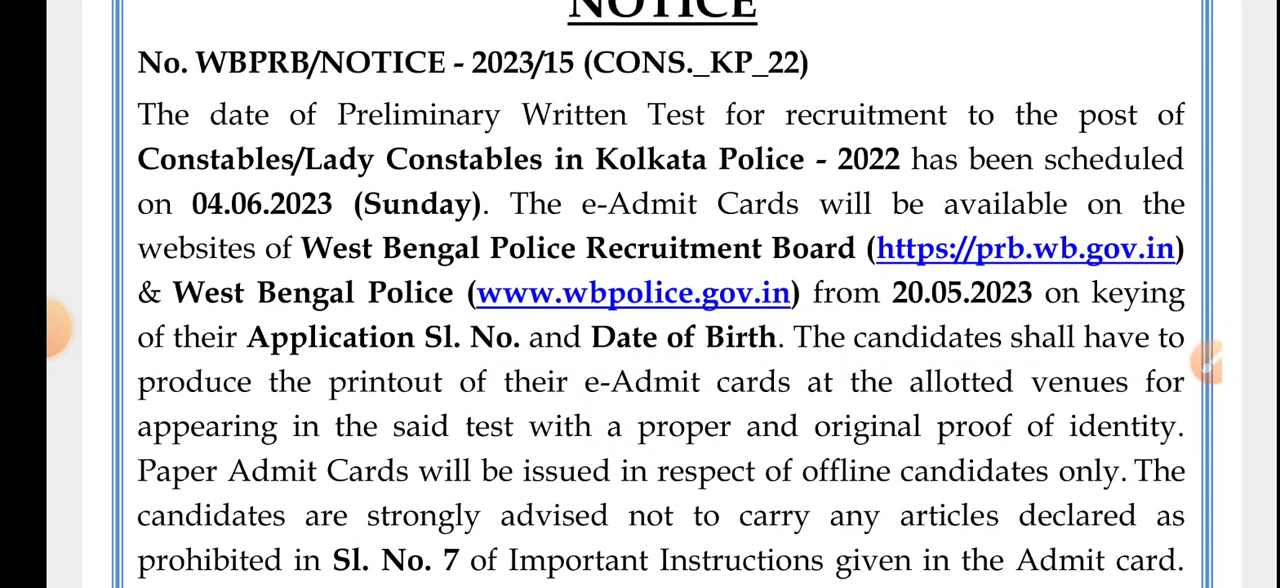 NOTICE
No. WBPRB/NOTICE - 2023/15 (CONS._KP_22)
The date of Preliminary Written Test for recruitment to the post of
Constables/Lady Constables in Kolkata Police - 2022 has been scheduled
on 04.06.2023 (Sunday). The e-Admit Cards will be available on the
websites of West Bengal Police Recruitment Board (https://prb.wb.gov.in)
& West Bengal Police (www.wbpolice.gov.in) from 20.05.2023 on keying
of their Application Sl. No. and Date of Birth. The candidates shall have to
produce the printout of their e-Admit cards at the allotted venues for
appearing in the said test with a proper and original proof of identity.
Paper Admit Cards will be issued in respect of offline candidates only. The
candidates are strongly advised not to carry any articles declared as
prohibited in Sl. No. 7 of Important Instructions given in the Admit card.